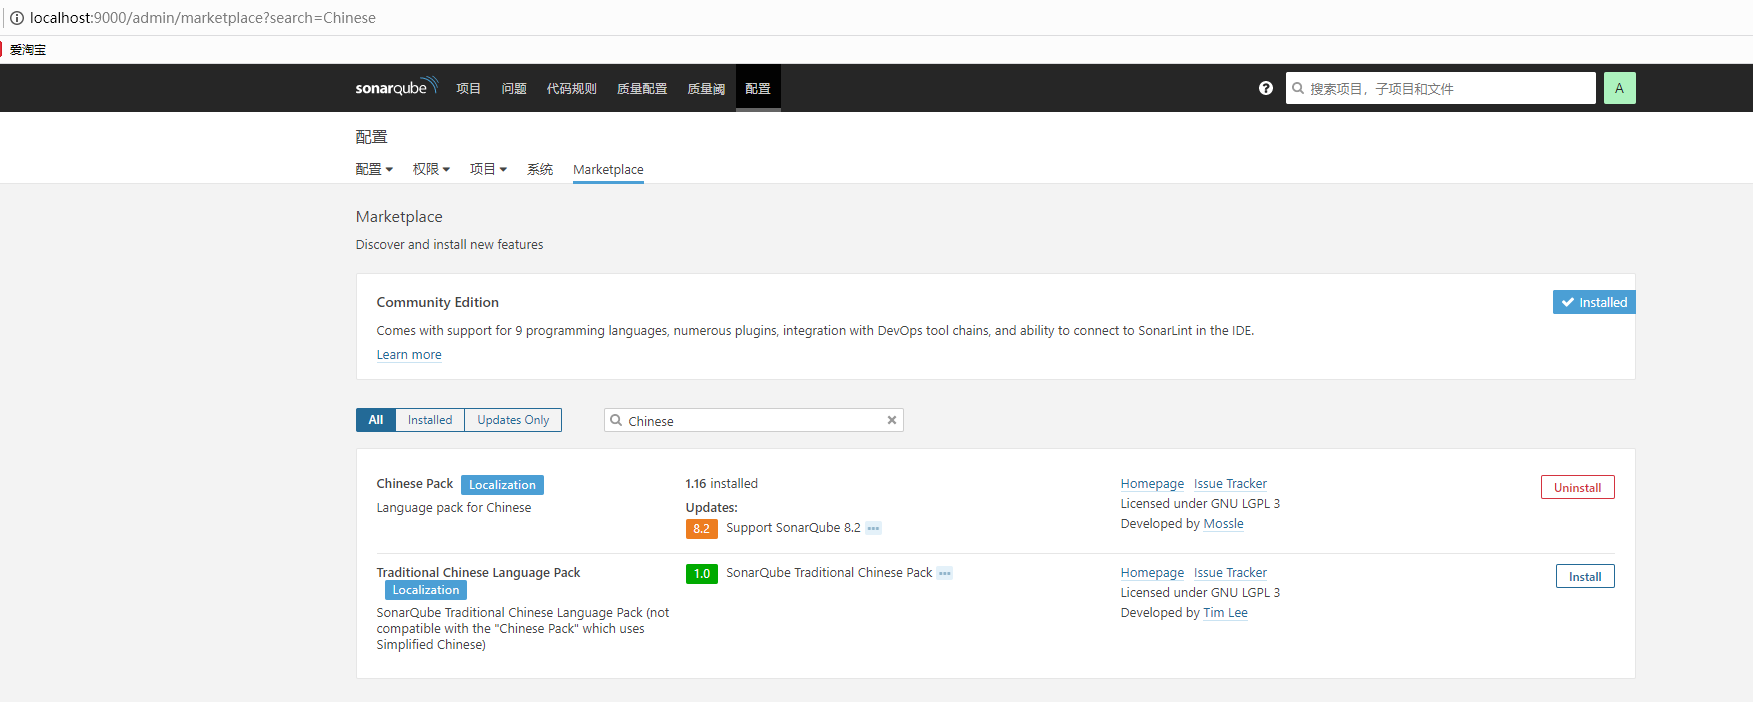 localhost:9000/admin/marketplace?search=Chinese
爱淘宝
sonarqube 项目 问题 代码规则 质量配置 质量阈 配置 ? 搜索项目，子项目和文件 A
配置
配置 权限 项目 系统 Marketplace
Marketplace
Discover and install new features
Community Edition Installed
Comes with support for 9 programming languages, numerous plugins, integration with DevOps tool chains, and ability to connect to SonarLint in the IDE.
Learn more
All Installed Updates Only Chinese
Chinese Pack Localization 1.16 installed Homepage Issue Tracker Uninstall
Language pack for Chinese Updates: Licensed under GNU LGPL 3
8.2 Support SonarQube 8.2 Developed by Mossle
Traditional Chinese Language Pack 1.0 SonarQube Traditional Chinese Pack Homepage Issue Tracker Install
Localization Licensed under GNU LGPL 3
SonarQube Traditional Chinese Language Pack (not Developed by Tim Lee
compatible with the "Chinese Pack" which uses
Simplified Chinese)